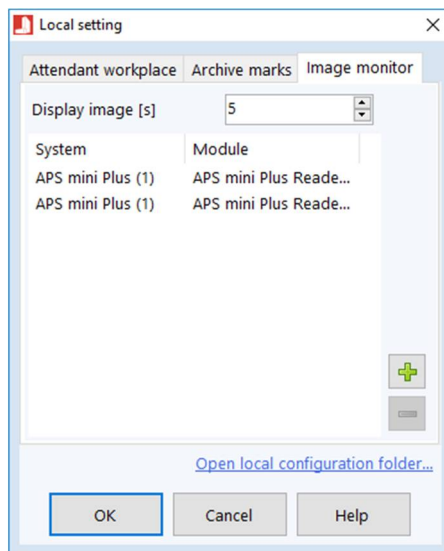 Local setting
Attendant workplace Archive marks Image monitor
Display image [s] 5
System Module
APS mini Plus (1) APS mini Plus Reade...
APS mini Plus (1) APS mini Plus Reade...
Open local configuration folder...
OK Cancel Help